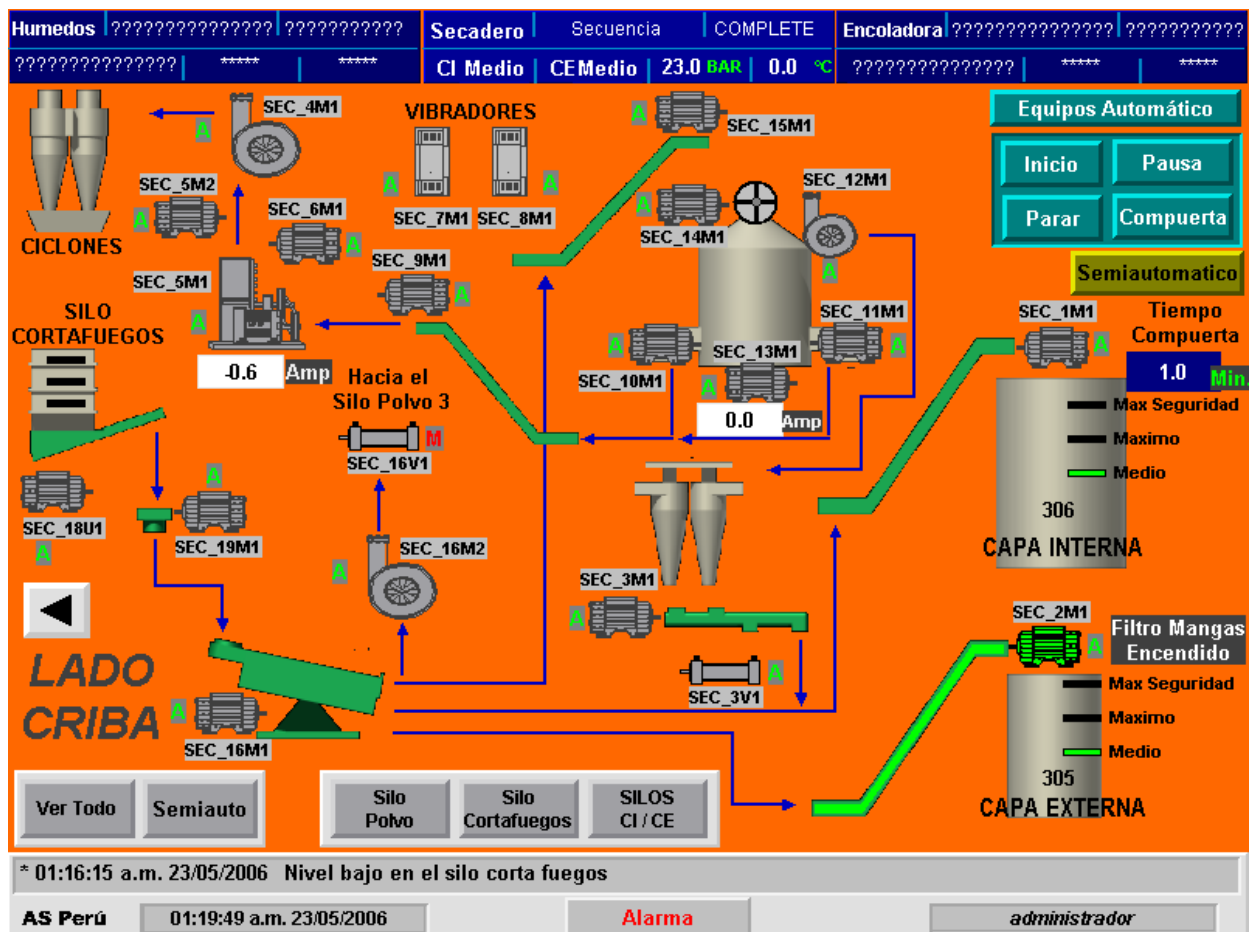 Humedos ??????????????? ??????????? Secadero Secuencia COMPLETE Encoladora ??????????????? ???????????
??????????????? ***** ***** CI Medio CEMedio 23.0 BAR 0.0 ºC ??????????????? ***** *****
SEC_4M1
A
CICLONES
VIBRADORES
A
A
SEC_7M1 SEC_8M1
A
SEC_15M1
Equipos Automático
Inicio Pausa
Parar Compuerta
Semiautomatico
SEC_5M2
A
SEC_6M1
A
SEC_5M1
A
-0.6 Amp
SEC_9M1
A
SEC_12M1
A
A
SEC_14M1
SEC_11M1
A
A
SEC_10M1
SEC_13M1
A
0.0 Amp
SEC_1M1
A
Tiempo
Compuerta
1.0 Min.
Max Seguridad
Maximo
Medio
306
CAPA INTERNA
SILO
CORTAFUEGOS
Hacia el
Silo Polvo 3
M
SEC_16V1
SEC_18U1
A
A
SEC_19M1
SEC_16M2
A
SEC_3M1
A
SEC_3V1
A
SEC_2M1
A
Filtro Mangas
Encendido
Max Seguridad
Maximo
Medio
305
CAPA EXTERNA
LADO
CRIBA
A
SEC_16M1
Ver Todo Semiauto
Silo
Polvo
Silo
Cortafuegos
SILOS
CI / CE
* 01:16:15 a.m. 23/05/2006 Nivel bajo en el silo corta fuegos
AS Perú 01:19:49 a.m. 23/05/2006 Alarma administrador